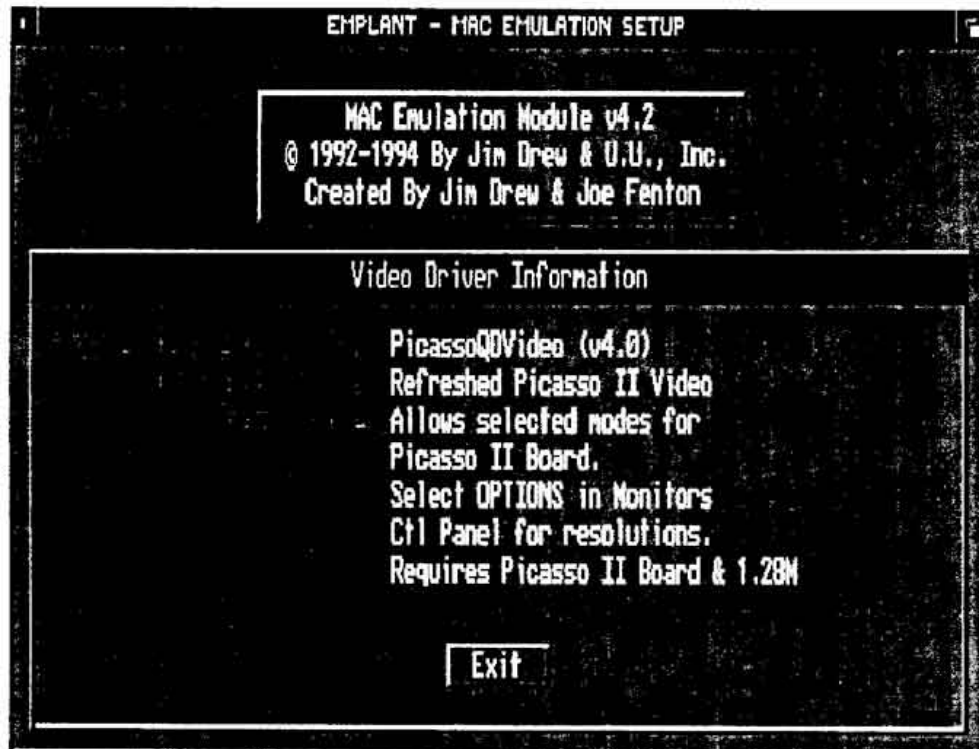 EMPLANT - MAC EMULATION SETUP
MAC Emulation Module v4.2
© 1992-1994 By Jim Drew & U.U., Inc.
Created By Jim Drew & Joe Fenton
Video Driver Information
PicassoQDVideo (v4.0)
Refreshed Picasso II Video
Allows selected modes for
Picasso II Board.
Select OPTIONS in Monitors
Ctl Panel for resolutions.
Requires Picasso II Board & 1.28M
Exit